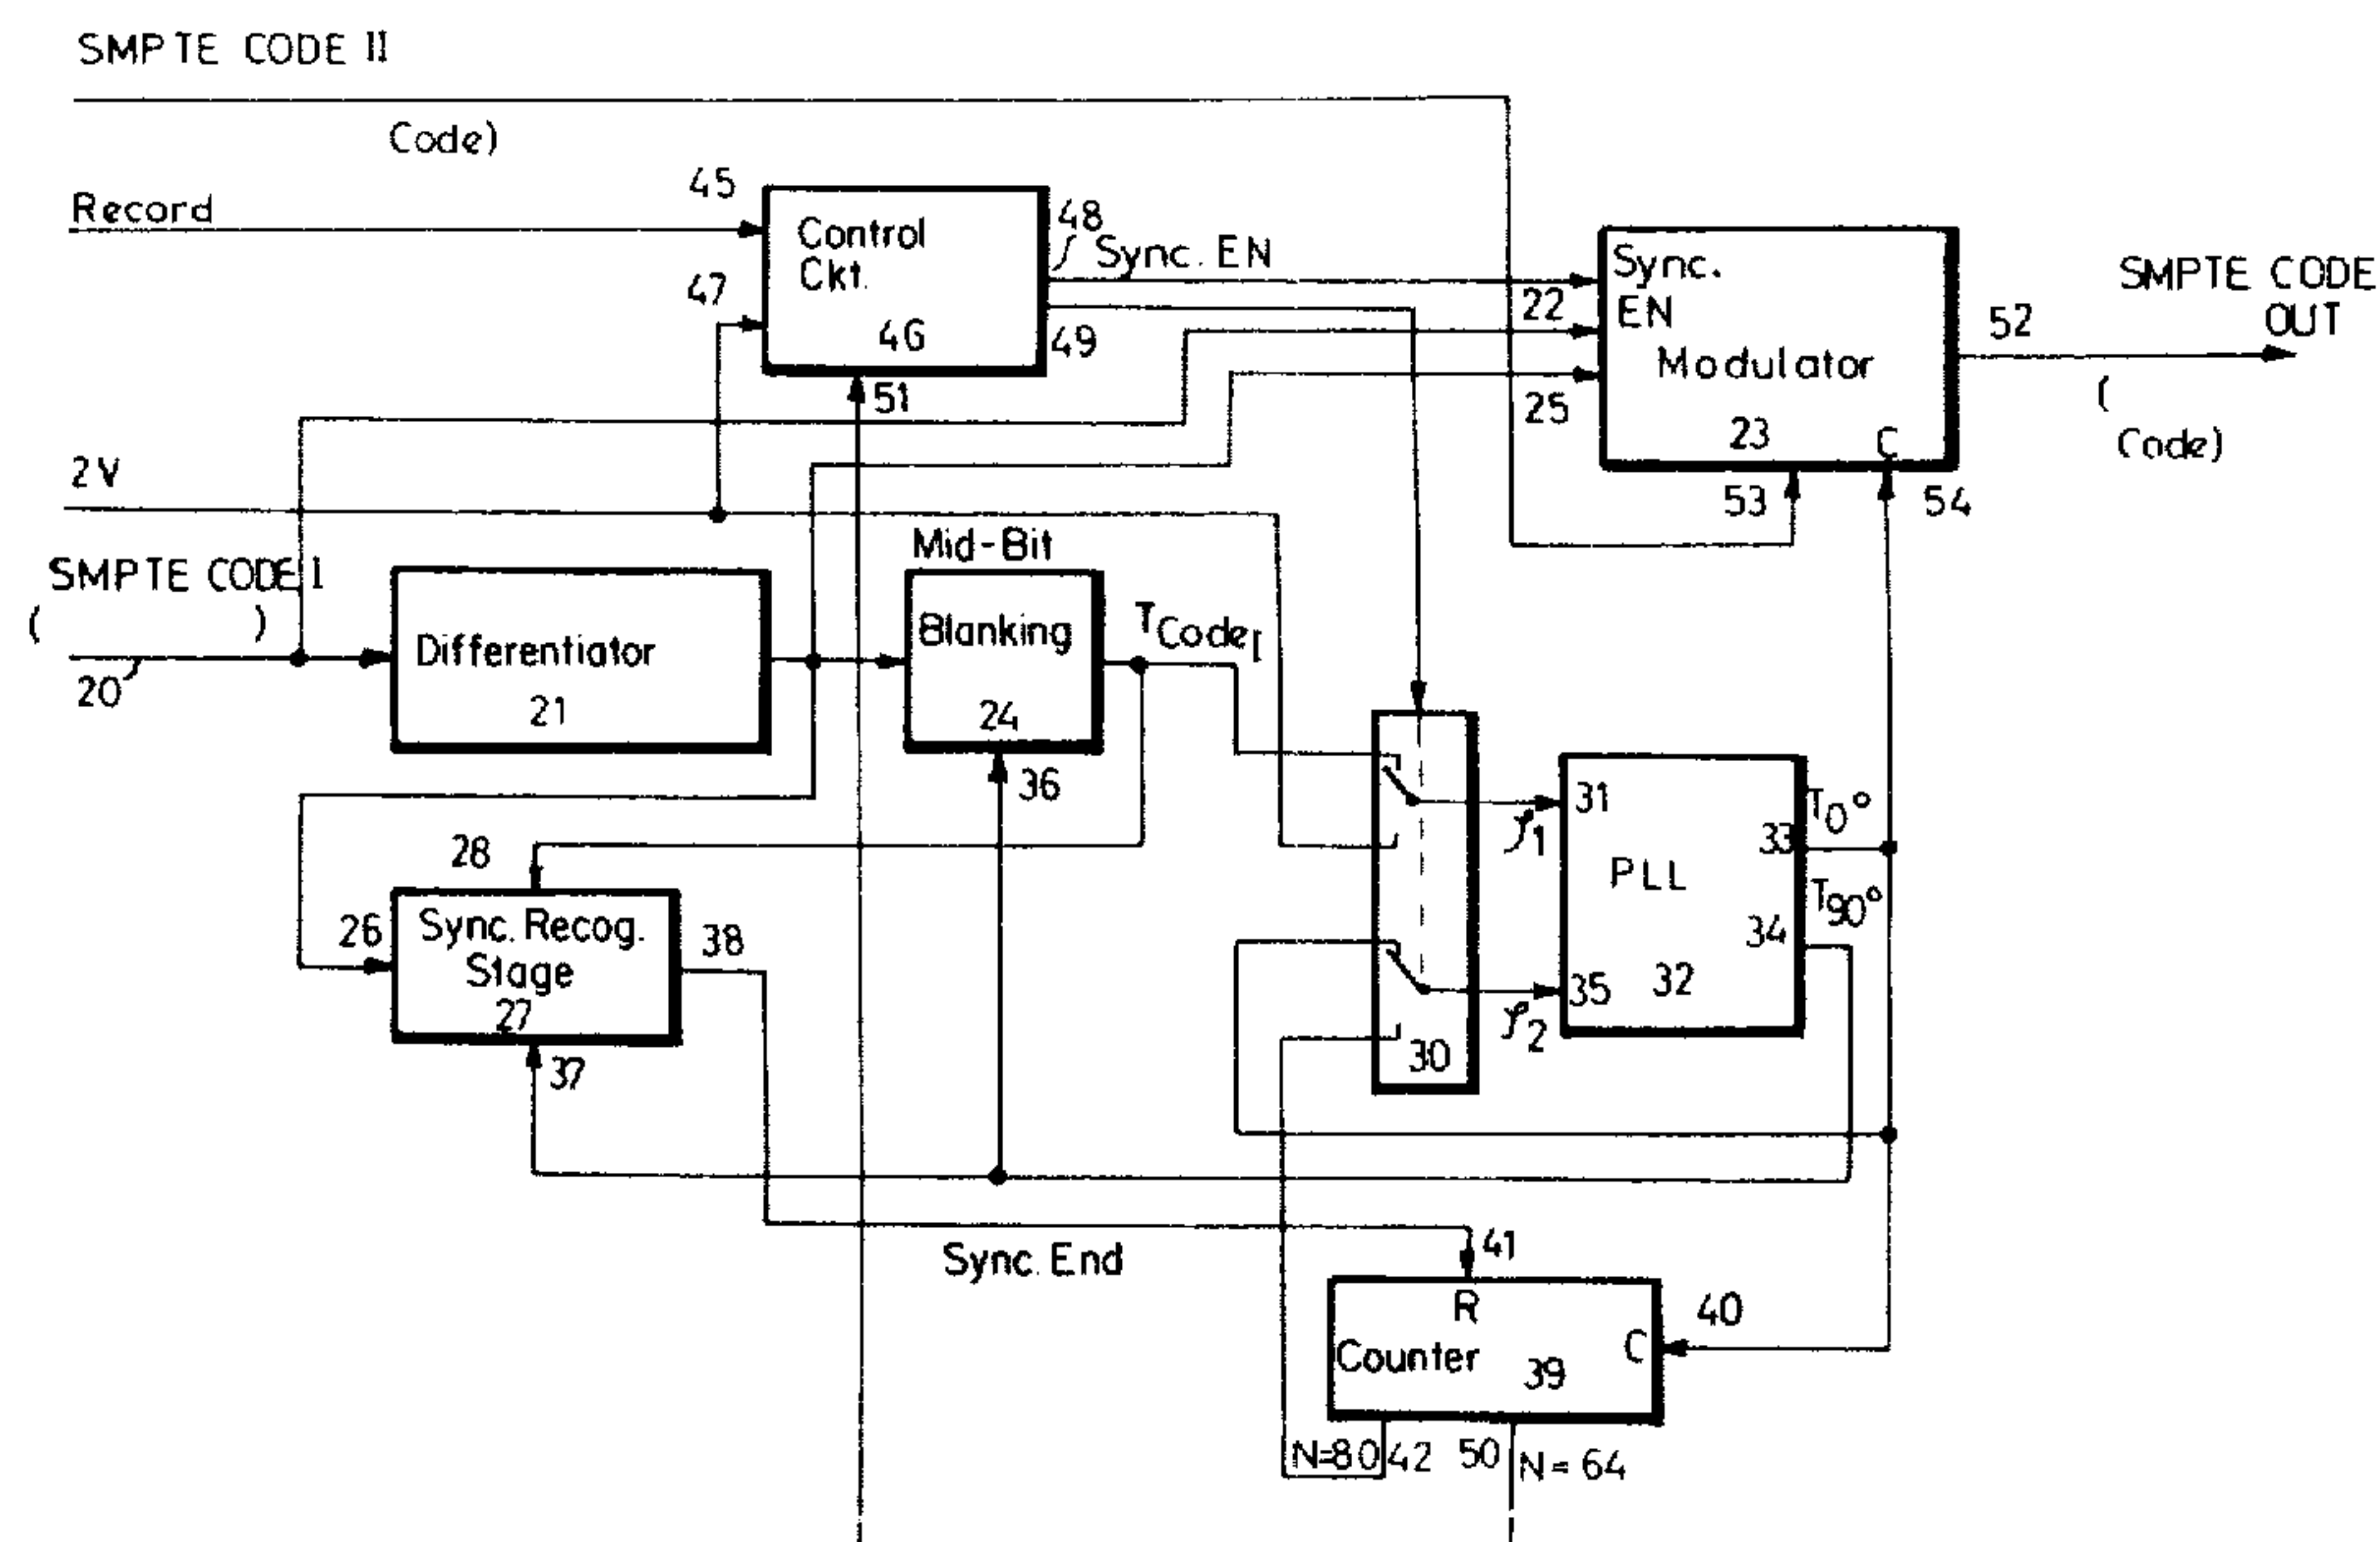 SMPTE CODE II
Code)
Record
45
Control
Ckt.
46
47
48
Sync. EN
49
51
Sync.
EN
Modulator
23
C
22
25
53
54
52
SMPTE CODE
OUT
(
Code)
2V
SMPTE CODE I
( )
20
Differentiator
21
Mid-Bit
Blanking
24
36
TCodeI
28
26
Sync. Recog.
Stage
27
38
37
30
φ1
φ2
31
PLL
32
33
34
35
T0°
T90°
Sync. End
41
R
Counter
39
C
40
N=80
42
50
N=64